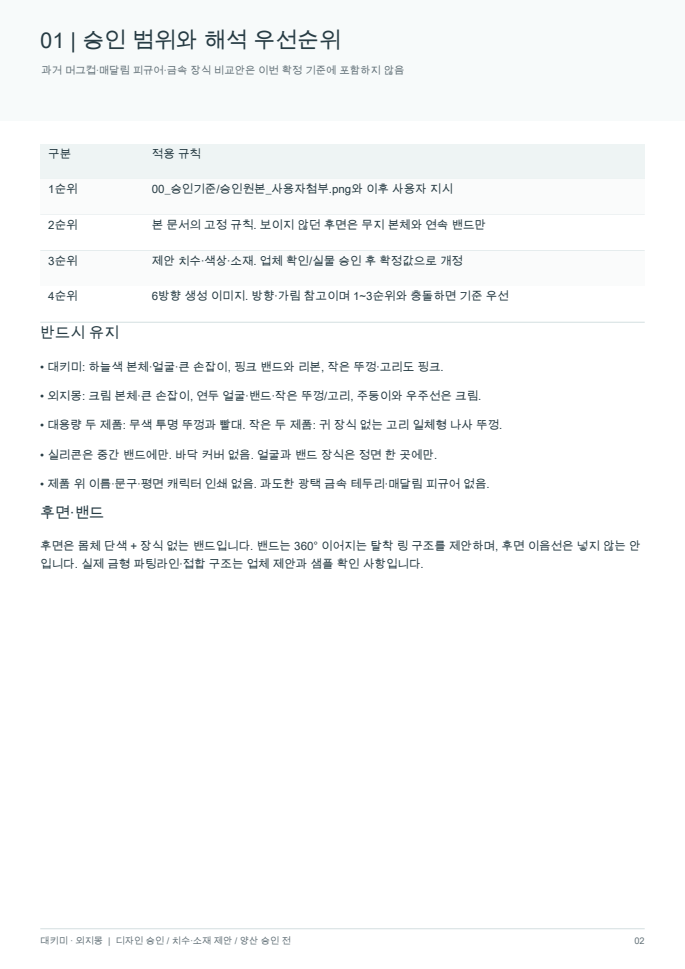 01 | 승인 범위와 해석 우선순위
과거 머그컵·매달림 피규어·금속 장식 비교안은 이번 확정 기준에 포함하지 않음
구분 적용 규칙
1순위 00_승인기준/승인원본_사용자첨부.png와 이후 사용자 지시
2순위 본 문서의 고정 규칙. 보이지 않던 후면은 무지 본체와 연속 밴드만
3순위 제안 치수·색상·소재. 업체 확인/실물 승인 후 확정값으로 개정
4순위 6방향 생성 이미지. 방향·가림 참고이며 1~3순위와 충돌하면 기준 우선
반드시 유지
• 대키미: 하늘색 본체·얼굴·큰 손잡이, 핑크 밴드와 리본, 작은 뚜껑·고리도 핑크.
• 외지몽: 크림 본체·큰 손잡이, 연두 얼굴·밴드·작은 뚜껑/고리, 주둥이와 우주선은 크림.
• 대용량 두 제품: 무색 투명 뚜껑과 빨대. 작은 두 제품: 귀 장식 없는 고리 일체형 나사 뚜껑.
• 실리콘은 중간 밴드에만. 바닥 커버 없음. 얼굴과 밴드 장식은 정면 한 곳에만.
• 제품 위 이름·문구·평면 캐릭터 인쇄 없음. 과도한 광택 금속 테두리·매달림 피규어 없음.
후면·밴드
후면은 몸체 단색 + 장식 없는 밴드입니다. 밴드는 360° 이어지는 탈착 링 구조를 제안하며, 후면 이음선은 넣지 않는 안
입니다. 실제 금형 파팅라인·접합 구조는 업체 제안과 샘플 확인 사항입니다.
대키미 · 외지몽 | 디자인 승인 / 치수·소재 제안 / 양산 승인 전 02